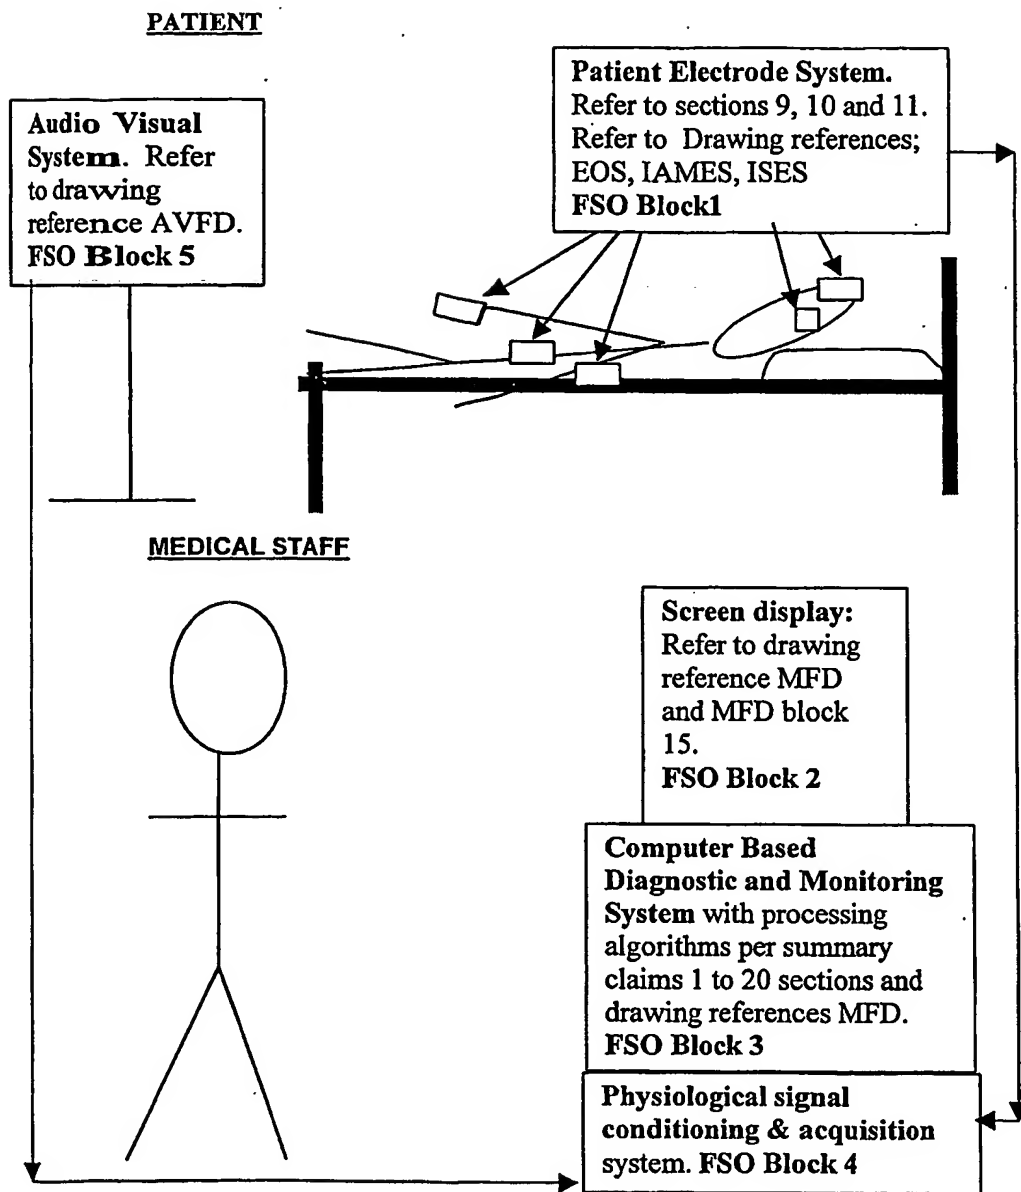 PATIENT
Patient Electrode System.
Refer to sections 9, 10 and 11.
Refer to Drawing references;
EOS, IAMES, ISES
FSO Block1
Audio Visual
System. Refer
to drawing
reference AVFD.
FSO Block 5
MEDICAL STAFF
Screen display:
Refer to drawing
reference MFD
and MFD block
15.
FSO Block 2
Computer Based
Diagnostic and Monitoring
System with processing
algorithms per summary
claims 1 to 20 sections and
drawing references MFD.
FSO Block 3
Physiological signal
conditioning & acquisition
system. FSO Block 4